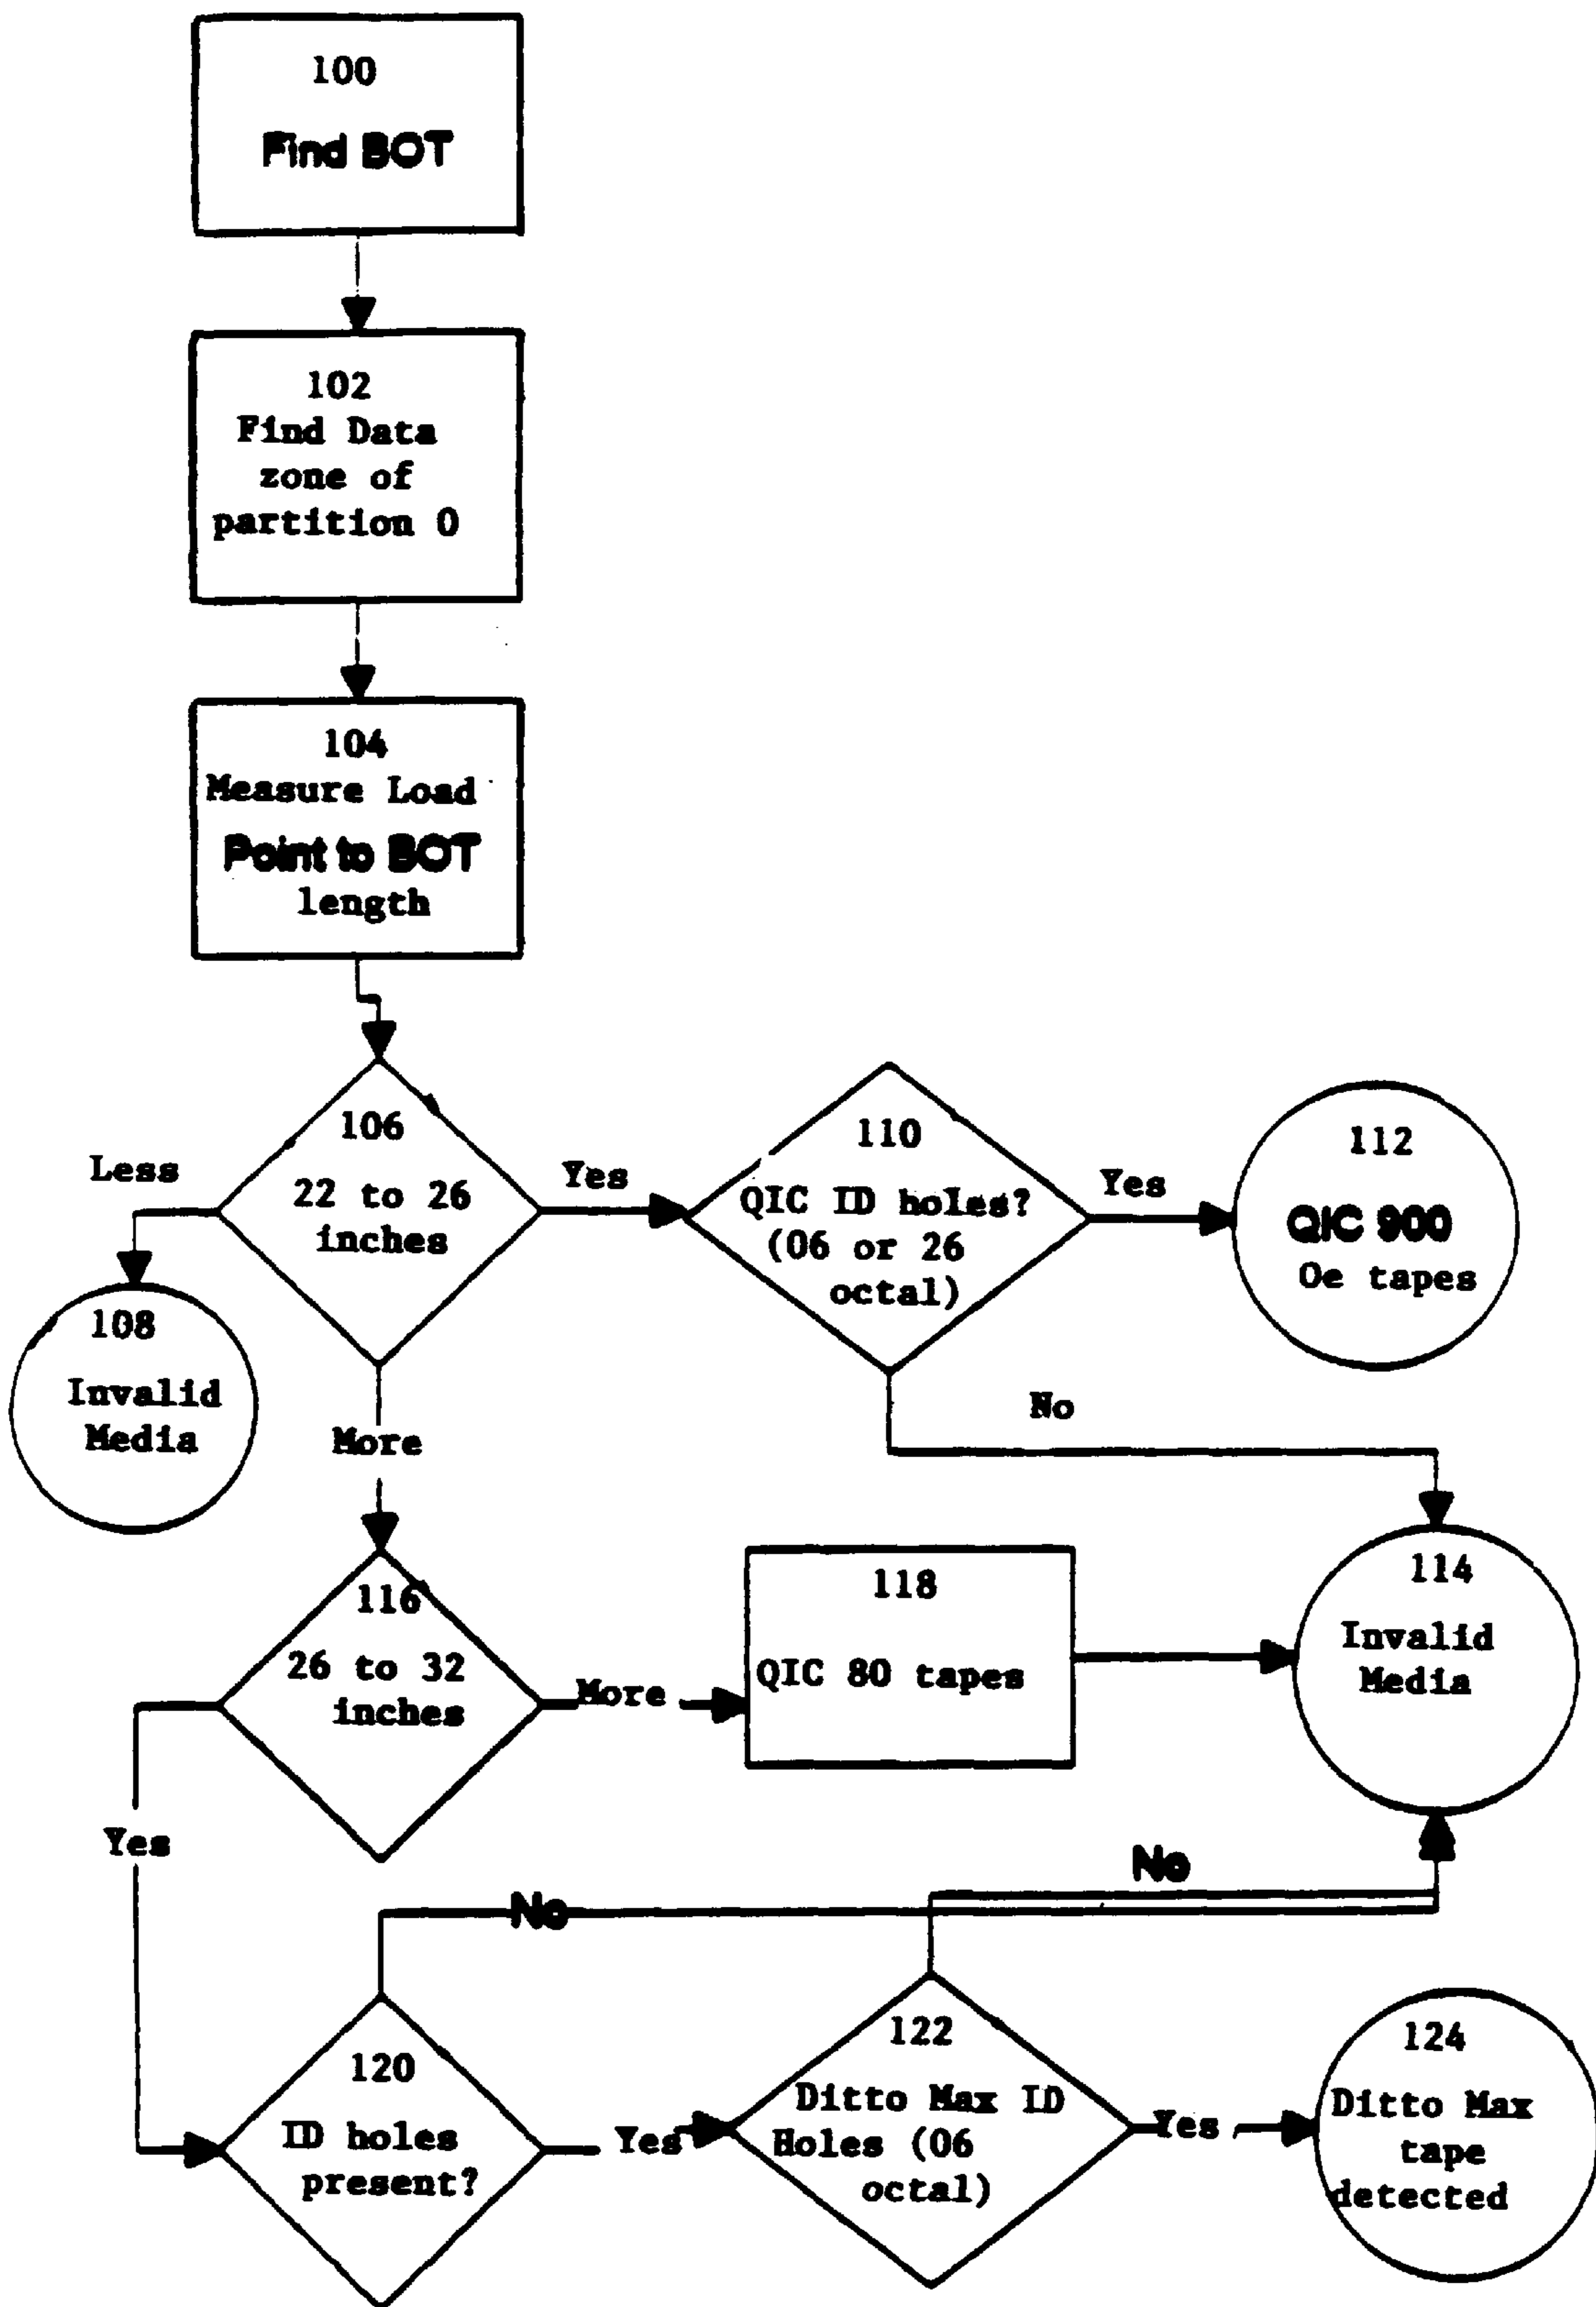 100
Find BOT
102
Find Data
zone of
partition 0
104
Measure Load
Point to BOT
length
106
22 to 26
inches
Less
Yes
110
QIC ID holes?
(06 or 26
octal)
Yes
112
QIC 900
Oe tapes
108
Invalid
Media
More
No
116
26 to 32
inches
More
118
QIC 80 tapes
114
Invalid
Media
Yes
No
No
120
ID holes
present?
Yes
122
Ditto Max ID
Holes (06
octal)
Yes
124
Ditto Max
tape
detected